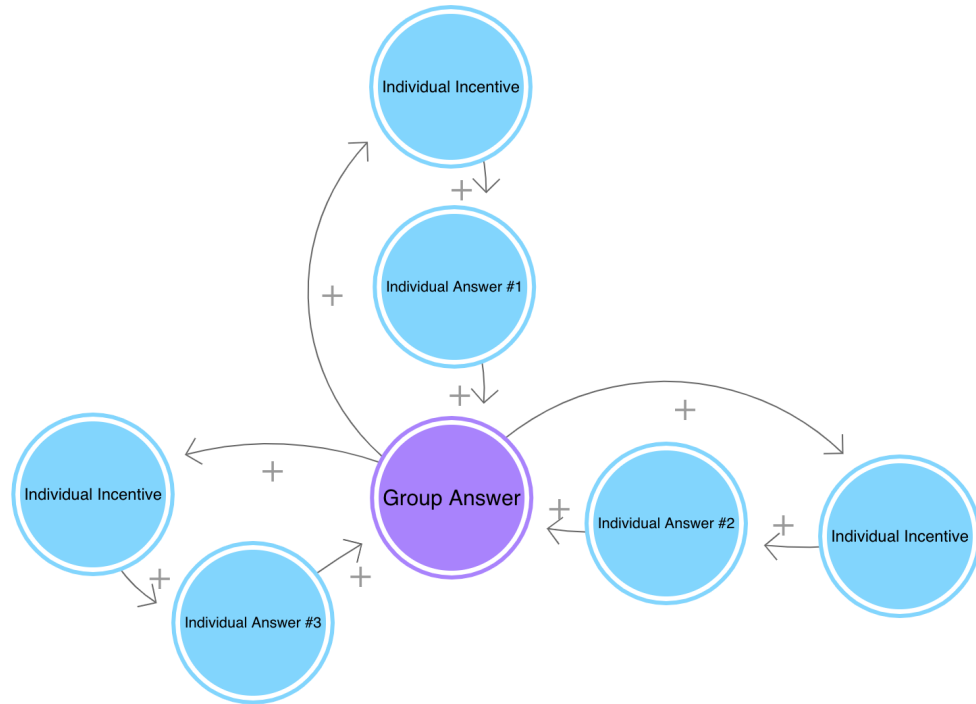 Individual Incentive
+
Individual Answer #1
+
+
+
Group Answer
+
Individual Incentive
+
Individual Answer #2
+
Individual Incentive
+
Individual Answer #3
+